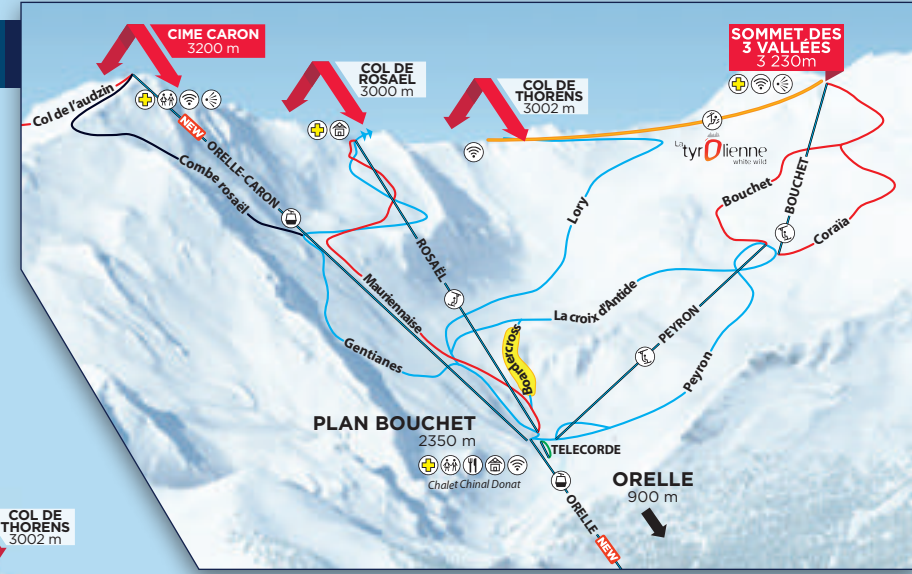 CIME CARON
3200 m
COL DE
ROSAEL
3000 m
COL DE
THORENS
3002 m
SOMMET DES
3 VALLÉES
3 230m
Col de l'audzin
NEW
ORELLE-CARON
Combe rosaël
La
tyrOlienne
white wild
Lory
Bouchet
BOUCHET
Coraïa
ROSAËL
Mauriennaise
La croix d'Antide
PEYRON
Gentianes
Boardercross
Peyron
PLAN BOUCHET
2350 m
Chalet Chinal Donat
TELECORDE
ORELLE
900 m
ORELLE
NEW
COL DE
THORENS
3002 m